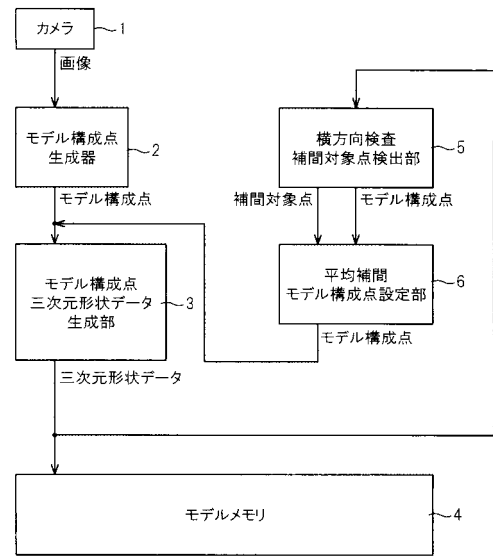 カメラ
1
画像
モデル構成点
生成器
2
モデル構成点
横方向検査
補間対象点検出部
5
補間対象点
モデル構成点
モデル構成点
三次元形状データ
生成部
3
平均補間
モデル構成点設定部
6
モデル構成点
三次元形状データ
モデルメモリ
4